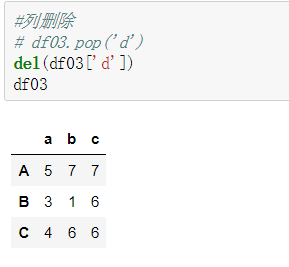 #列删除
# df03.pop('d')
del(df03['d'])
df03
a b c
A 5 7 7
B 3 1 6
C 4 6 6